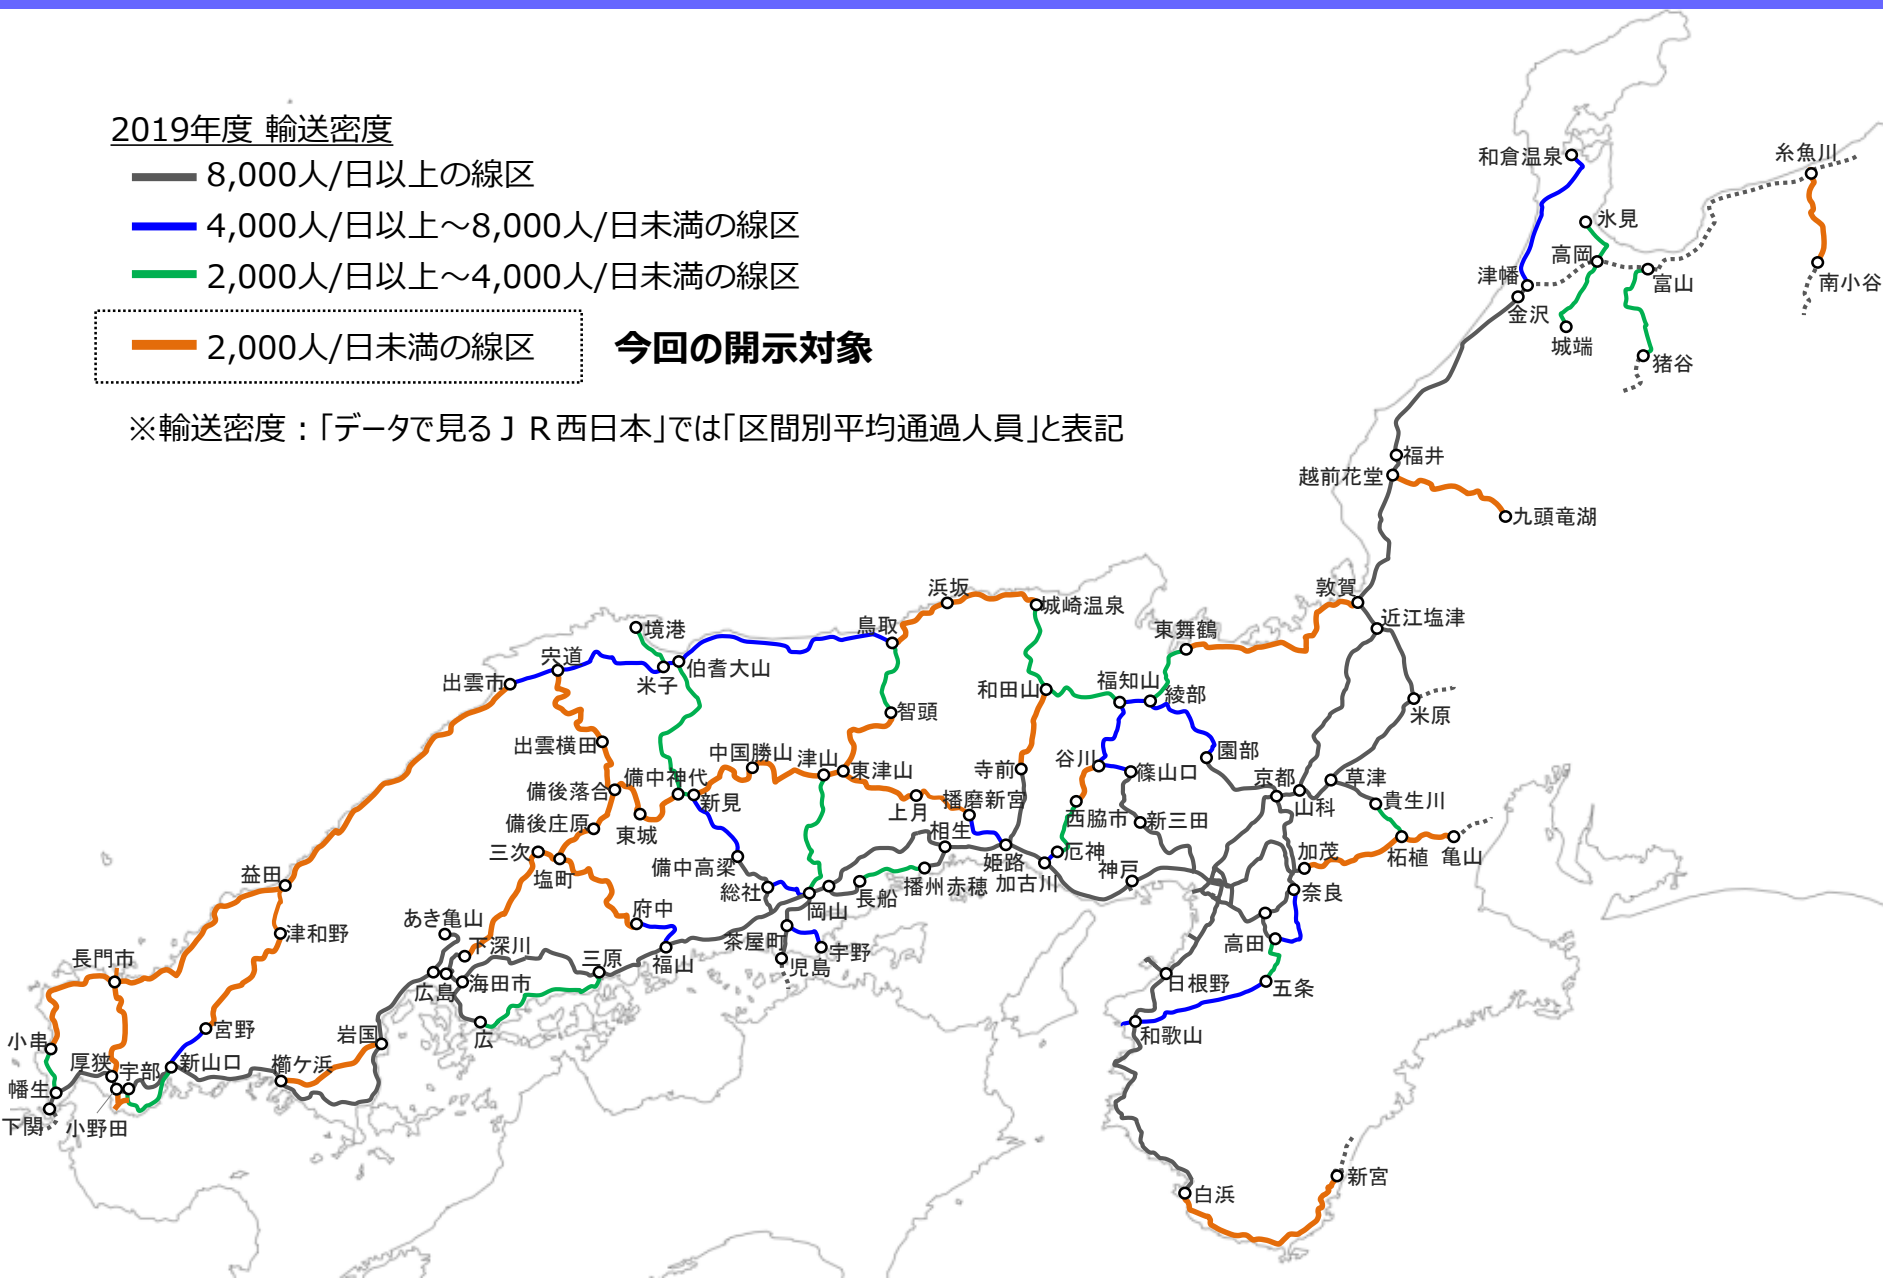 2019年度 輸送密度
8,000人/日以上の線区
4,000人/日以上～8,000人/日未満の線区
2,000人/日以上～4,000人/日未満の線区
2,000人/日未満の線区
今回の開示対象
※輸送密度：「データで見るＪＲ西日本」では「区間別平均通過人員」と表記
和倉温泉
糸魚川
氷見
高岡
津幡
富山
南小谷
金沢
城端
猪谷
福井
越前花堂
九頭竜湖
敦賀
近江塩津
浜坂
城崎温泉
東舞鶴
鳥取
境港
宍道
伯耆大山
米子
出雲市
和田山
福知山
綾部
米原
智頭
出雲横田
中国勝山
津山
東津山
園部
谷川
篠山口
寺前
京都
山科
草津
貴生川
備中神代
新見
備後落合
上月
播磨新宮
備後庄原
東城
相生
西脇市
新三田
三次
塩町
備中高梁
姫路
厄神
加古川
神戸
加茂
柘植
亀山
益田
総社
岡山
長船
播州赤穂
奈良
府中
あき亀山
津和野
下深川
三原
福山
茶屋町
児島
宇野
高田
長門市
広島
海田市
日根野
五条
小串
宮野
岩国
広
和歌山
厚狭
宇部
新山口
櫛ケ浜
幡生
下関
小野田
白浜
新宮